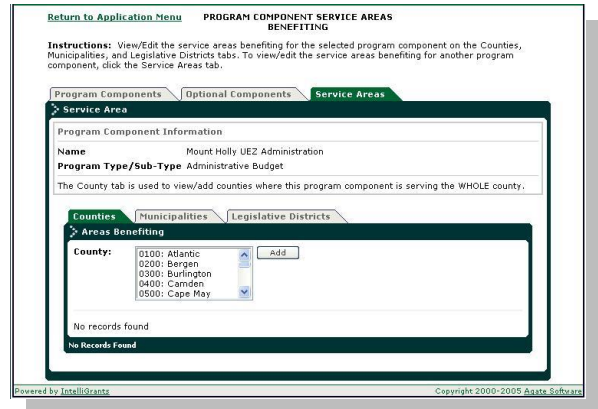 Return to Application Menu PROGRAM COMPONENT SERVICE AREAS
BENEFITING
Instructions: View/Edit the service areas benefiting for the selected program component on the Counties,
Municipalities, and Legislative Districts tabs. To view/edit the service areas benefiting for another program
component, click the Service Areas tab.
Program Components Optional Components Service Areas
Service Area
Program Component Information
Name Mount Holly UEZ Administration
Program Type/Sub-Type Administrative Budget
The County tab is used to view/add counties where this program component is serving the WHOLE county.
Counties Municipalities Legislative Districts
Areas Benefiting
County: 0100: Atlantic Add
0200: Bergen
0300: Burlington
0400: Camden
0500: Cape May
No records found
No Records Found
Powered by IntelliGrants Copyright 2000-2005 Agate Software